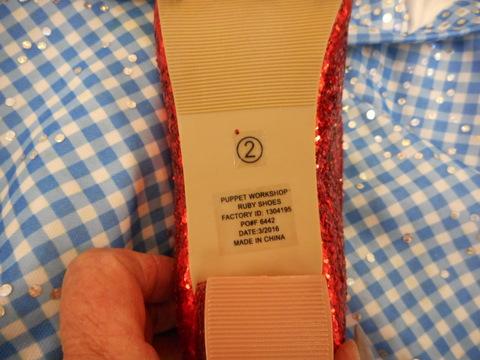 2
PUPPET WORKSHOP
RUBY SHOES
FACTORY ID: 1304195
PO#F 6442
DATE:3/2016
MADE IN CHINA